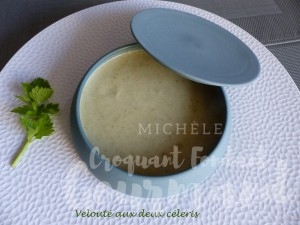 MICHÈLE
Croquant Fondant
Gourmand
Velouté aux deux céleris